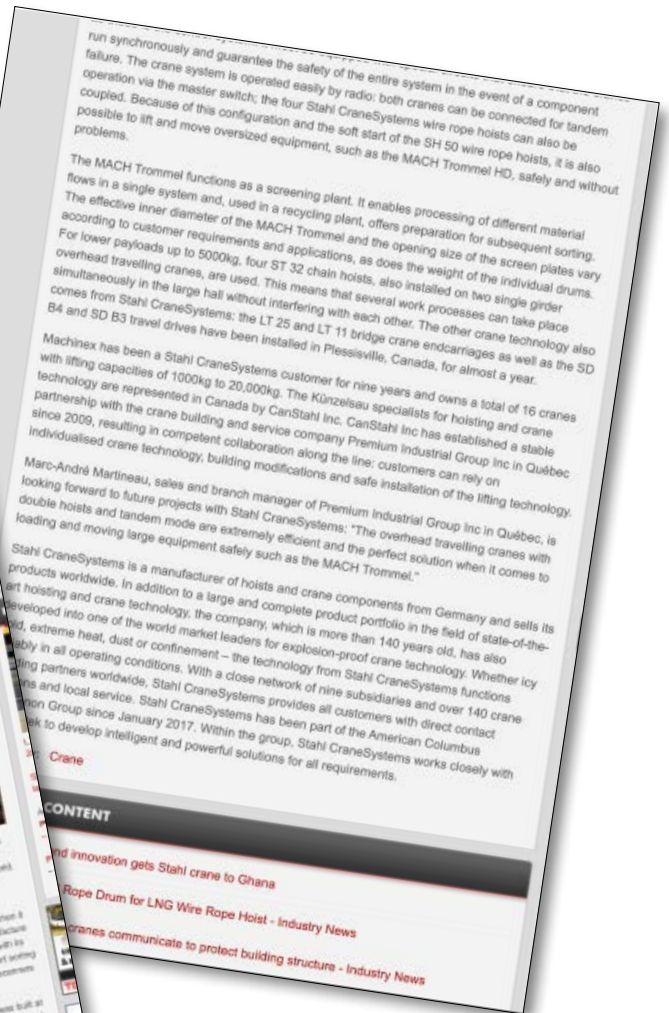 run synchronously and guarantee the safety of the entire system in the event of a component
failure. The crane system is operated easily by radio: both cranes can be connected for tandem
operation via the master switch; the four Stahl CraneSystems wire rope hoists can also be
coupled. Because of this configuration and the soft start of the SH 50 wire rope hoists, it is also
possible to lift and move oversized equipment, such as the MACH Trommel HD, safely and without
problems.
The MACH Trommel functions as a screening plant. It enables processing of different material
flows in a single system and, used in a recycling plant, offers preparation for subsequent sorting.
The effective inner diameter of the MACH Trommel and the opening size of the screen plates vary
according to customer requirements and applications, as does the weight of the individual drums.
For lower payloads up to 5000kg, four ST 32 chain hoists, also installed on two single girder
overhead travelling cranes, are used. This means that several work processes can take place
simultaneously in the large hall without interfering with each other. The other crane technology also
comes from Stahl CraneSystems: the LT 25 and LT 11 bridge crane endcarriages as well as the SD
B4 and SD B3 travel drives have been installed in Plessisville, Canada, for almost a year.
Machinex has been a Stahl CraneSystems customer for nine years and owns a total of 16 cranes
with lifting capacities of 1000kg to 20,000kg. The Künzelsau specialists for hoisting and crane
technology are represented in Canada by CanStahl Inc. CanStahl Inc has established a stable
partnership with the crane building and service company Premium Industrial Group Inc in Québec
since 2009, resulting in competent collaboration along the line: customers can rely on
individualised crane technology, building modifications and safe installation of the lifting technology.
Marc-André Martineau, sales and branch manager of Premium Industrial Group Inc in Québec, is
looking forward to future projects with Stahl CraneSystems: "The overhead travelling cranes with
double hoists and tandem mode are extremely efficient and the perfect solution when it comes to
loading and moving large equipment safely such as the MACH Trommel."
Stahl CraneSystems is a manufacturer of hoists and crane components from Germany and sells its
products worldwide. In addition to a large and complete product portfolio in the field of state-of-the-
art hoisting and crane technology, the company, which is more than 140 years old, has also
developed into one of the world market leaders for explosion-proof crane technology. Whether icy
extreme heat, dust or confinement – the technology from Stahl CraneSystems functions
ably in all operating conditions. With a close network of nine subsidiaries and over 140 crane
ding partners worldwide, Stahl CraneSystems provides all customers with direct contact
ns and local service. Stahl CraneSystems has been part of the American Columbus
non Group since January 2017. Within the group, Stahl CraneSystems works closely with
ek to develop intelligent and powerful solutions for all requirements.
Crane
CONTENT
nd innovation gets Stahl crane to Ghana
Rope Drum for LNG Wire Rope Hoist - Industry News
cranes communicate to protect building structure - Industry News